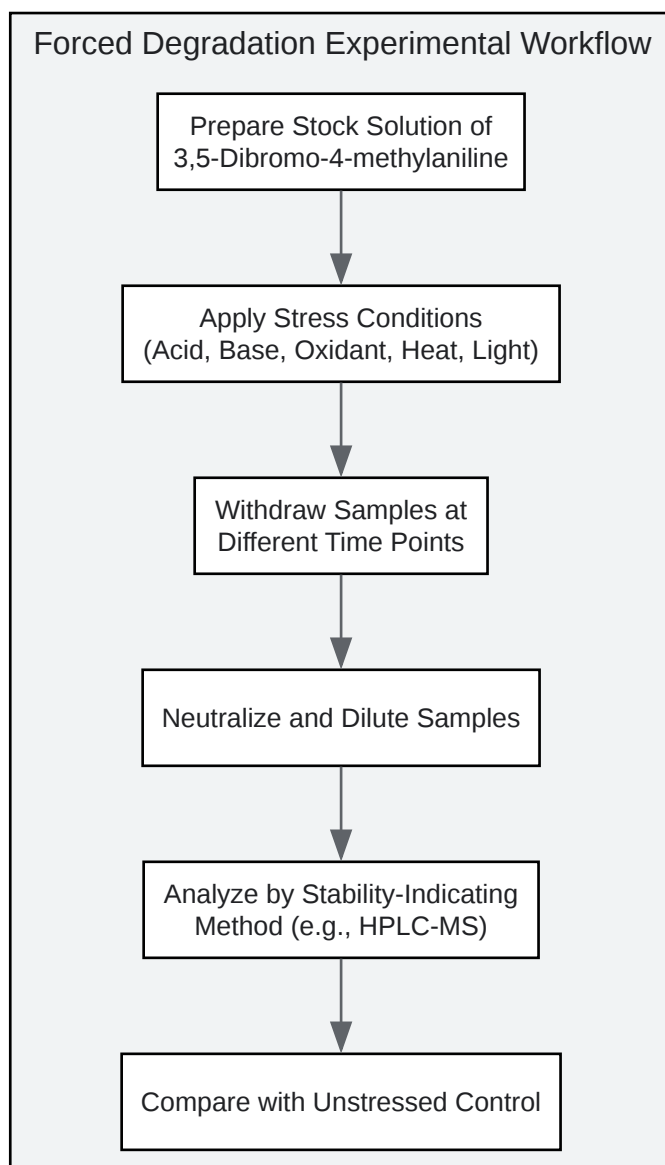 Forced Degradation Experimental Workflow
Prepare Stock Solution of
3,5-Dibromo-4-methylaniline
Apply Stress Conditions
(Acid, Base, Oxidant, Heat, Light)
Withdraw Samples at
Different Time Points
Neutralize and Dilute Samples
Analyze by Stability-Indicating
Method (e.g., HPLC-MS)
Compare with Unstressed Control